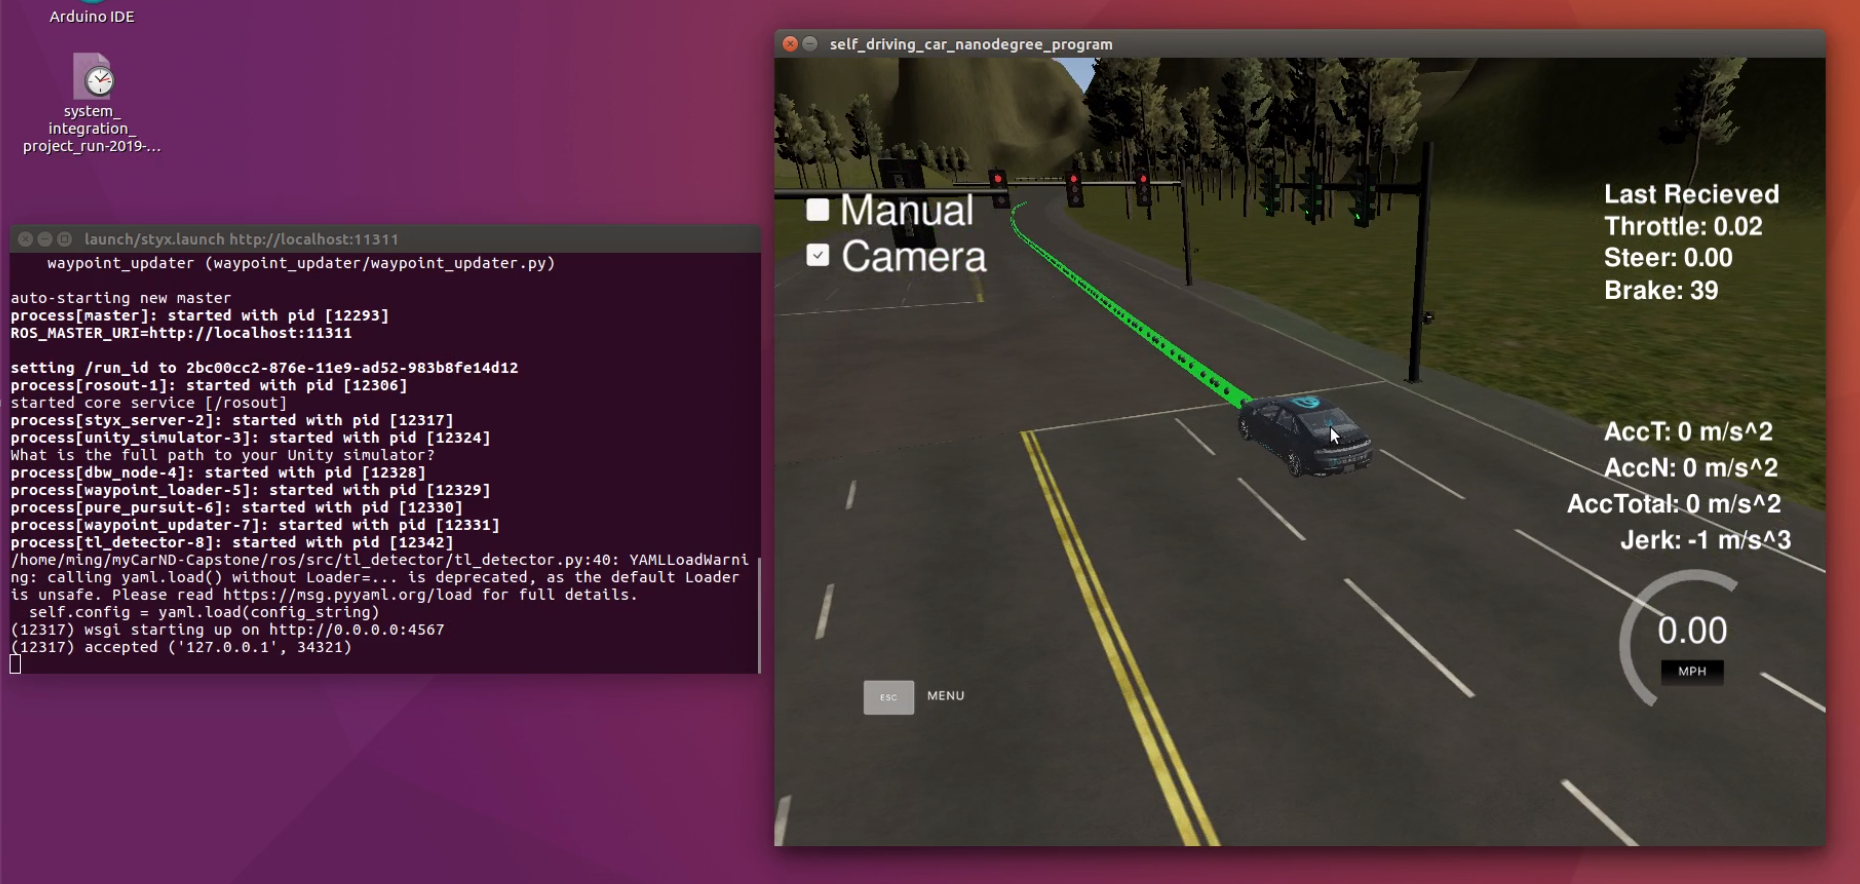 Arduino IDE
system_
integration_
project_run-2019-...
launch/styx.launch http://localhost:11311
    waypoint_updater (waypoint_updater/waypoint_updater.py)
auto-starting new master
process[master]: started with pid [12293]
ROS_MASTER_URI=http://localhost:11311
setting /run_id to 2bc00cc2-876e-11e9-ad52-983b8fe14d12
process[rosout-1]: started with pid [12306]
started core service [/rosout]
process[styx_server-2]: started with pid [12317]
process[unity_simulator-3]: started with pid [12324]
What is the full path to your Unity simulator?
process[dbw_node-4]: started with pid [12328]
process[waypoint_loader-5]: started with pid [12329]
process[pure_pursuit-6]: started with pid [12330]
process[waypoint_updater-7]: started with pid [12331]
process[tl_detector-8]: started with pid [12342]
/home/ming/myCarND-Capstone/ros/src/tl_detector/tl_detector.py:40: YAMLLoadWarni
ng: calling yaml.load() without Loader=... is deprecated, as the default Loader
is unsafe. Please read https://msg.pyyaml.org/load for full details.
  self.config = yaml.load(config_string)
(12317) wsgi starting up on http://0.0.0.0:4567
(12317) accepted ('127.0.0.1', 34321)
self_driving_car_nanodegree_program
Manual
Camera
Last Recieved
Throttle: 0.02
Steer: 0.00
Brake: 39
AccT: 0 m/s^2
AccN: 0 m/s^2
AccTotal: 0 m/s^2
Jerk: -1 m/s^3
0.00
MPH
ESC MENU